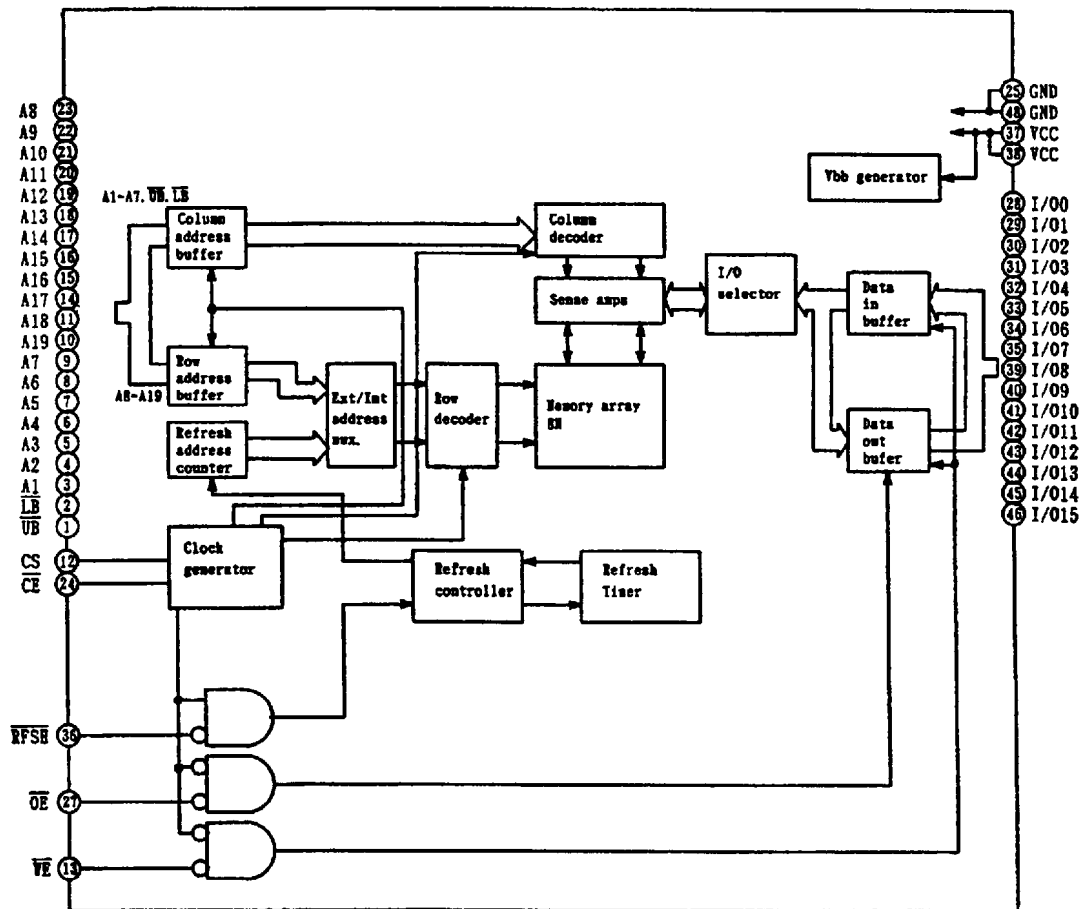 A8 23
A9 22
A10 21
A11 20
A12 19
A13 18
A14 17
A15 16
A16 15
A17 14
A18 11
A19 10
A7 9
A6 8
A5 7
A4 6
A3 5
A2 4
A1 3
LB 2
UB 1
CS 12
CE 24
RFSH 36
OE 27
WE 13
A1~A7, UB, LB
Column
address
buffer
Row
address
buffer
A8~A19
Refresh
address
counter
Ext/Int
address
mux.
Row
decoder
Column
decoder
Sense amps
Memory array
I/O
selector
Data
in
buffer
Data
out
bufer
Vbb generator
Clock
generator
Refresh
controller
Refresh
Timer
25 GND
48 GND
37 VCC
38 VCC
28 I/O0
29 I/O1
30 I/O2
31 I/O3
32 I/O4
33 I/O5
34 I/O6
35 I/O7
39 I/O8
40 I/O9
41 I/O10
42 I/O11
43 I/O12
44 I/O13
45 I/O14
46 I/O15